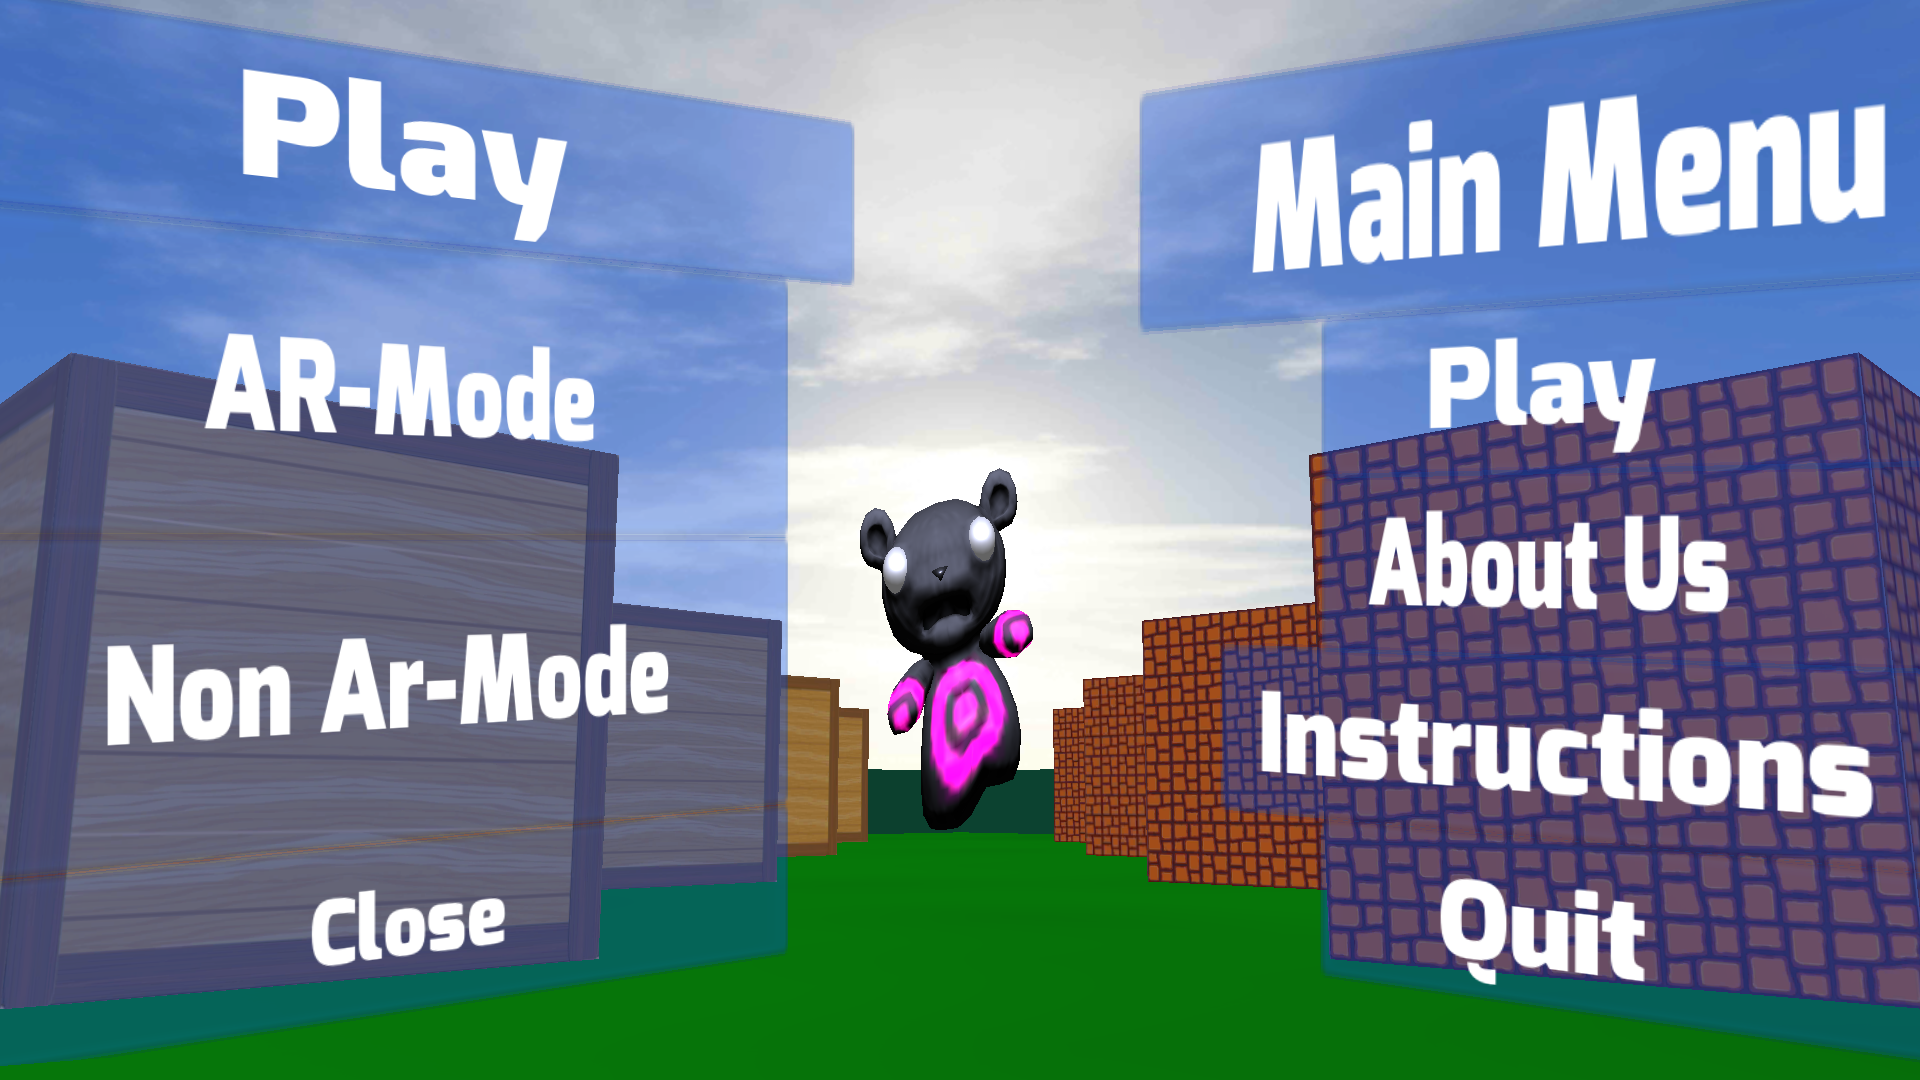 Play
AR-Mode
Non Ar-Mode
Close
Main Menu
Play
About Us
Instructions
Quit